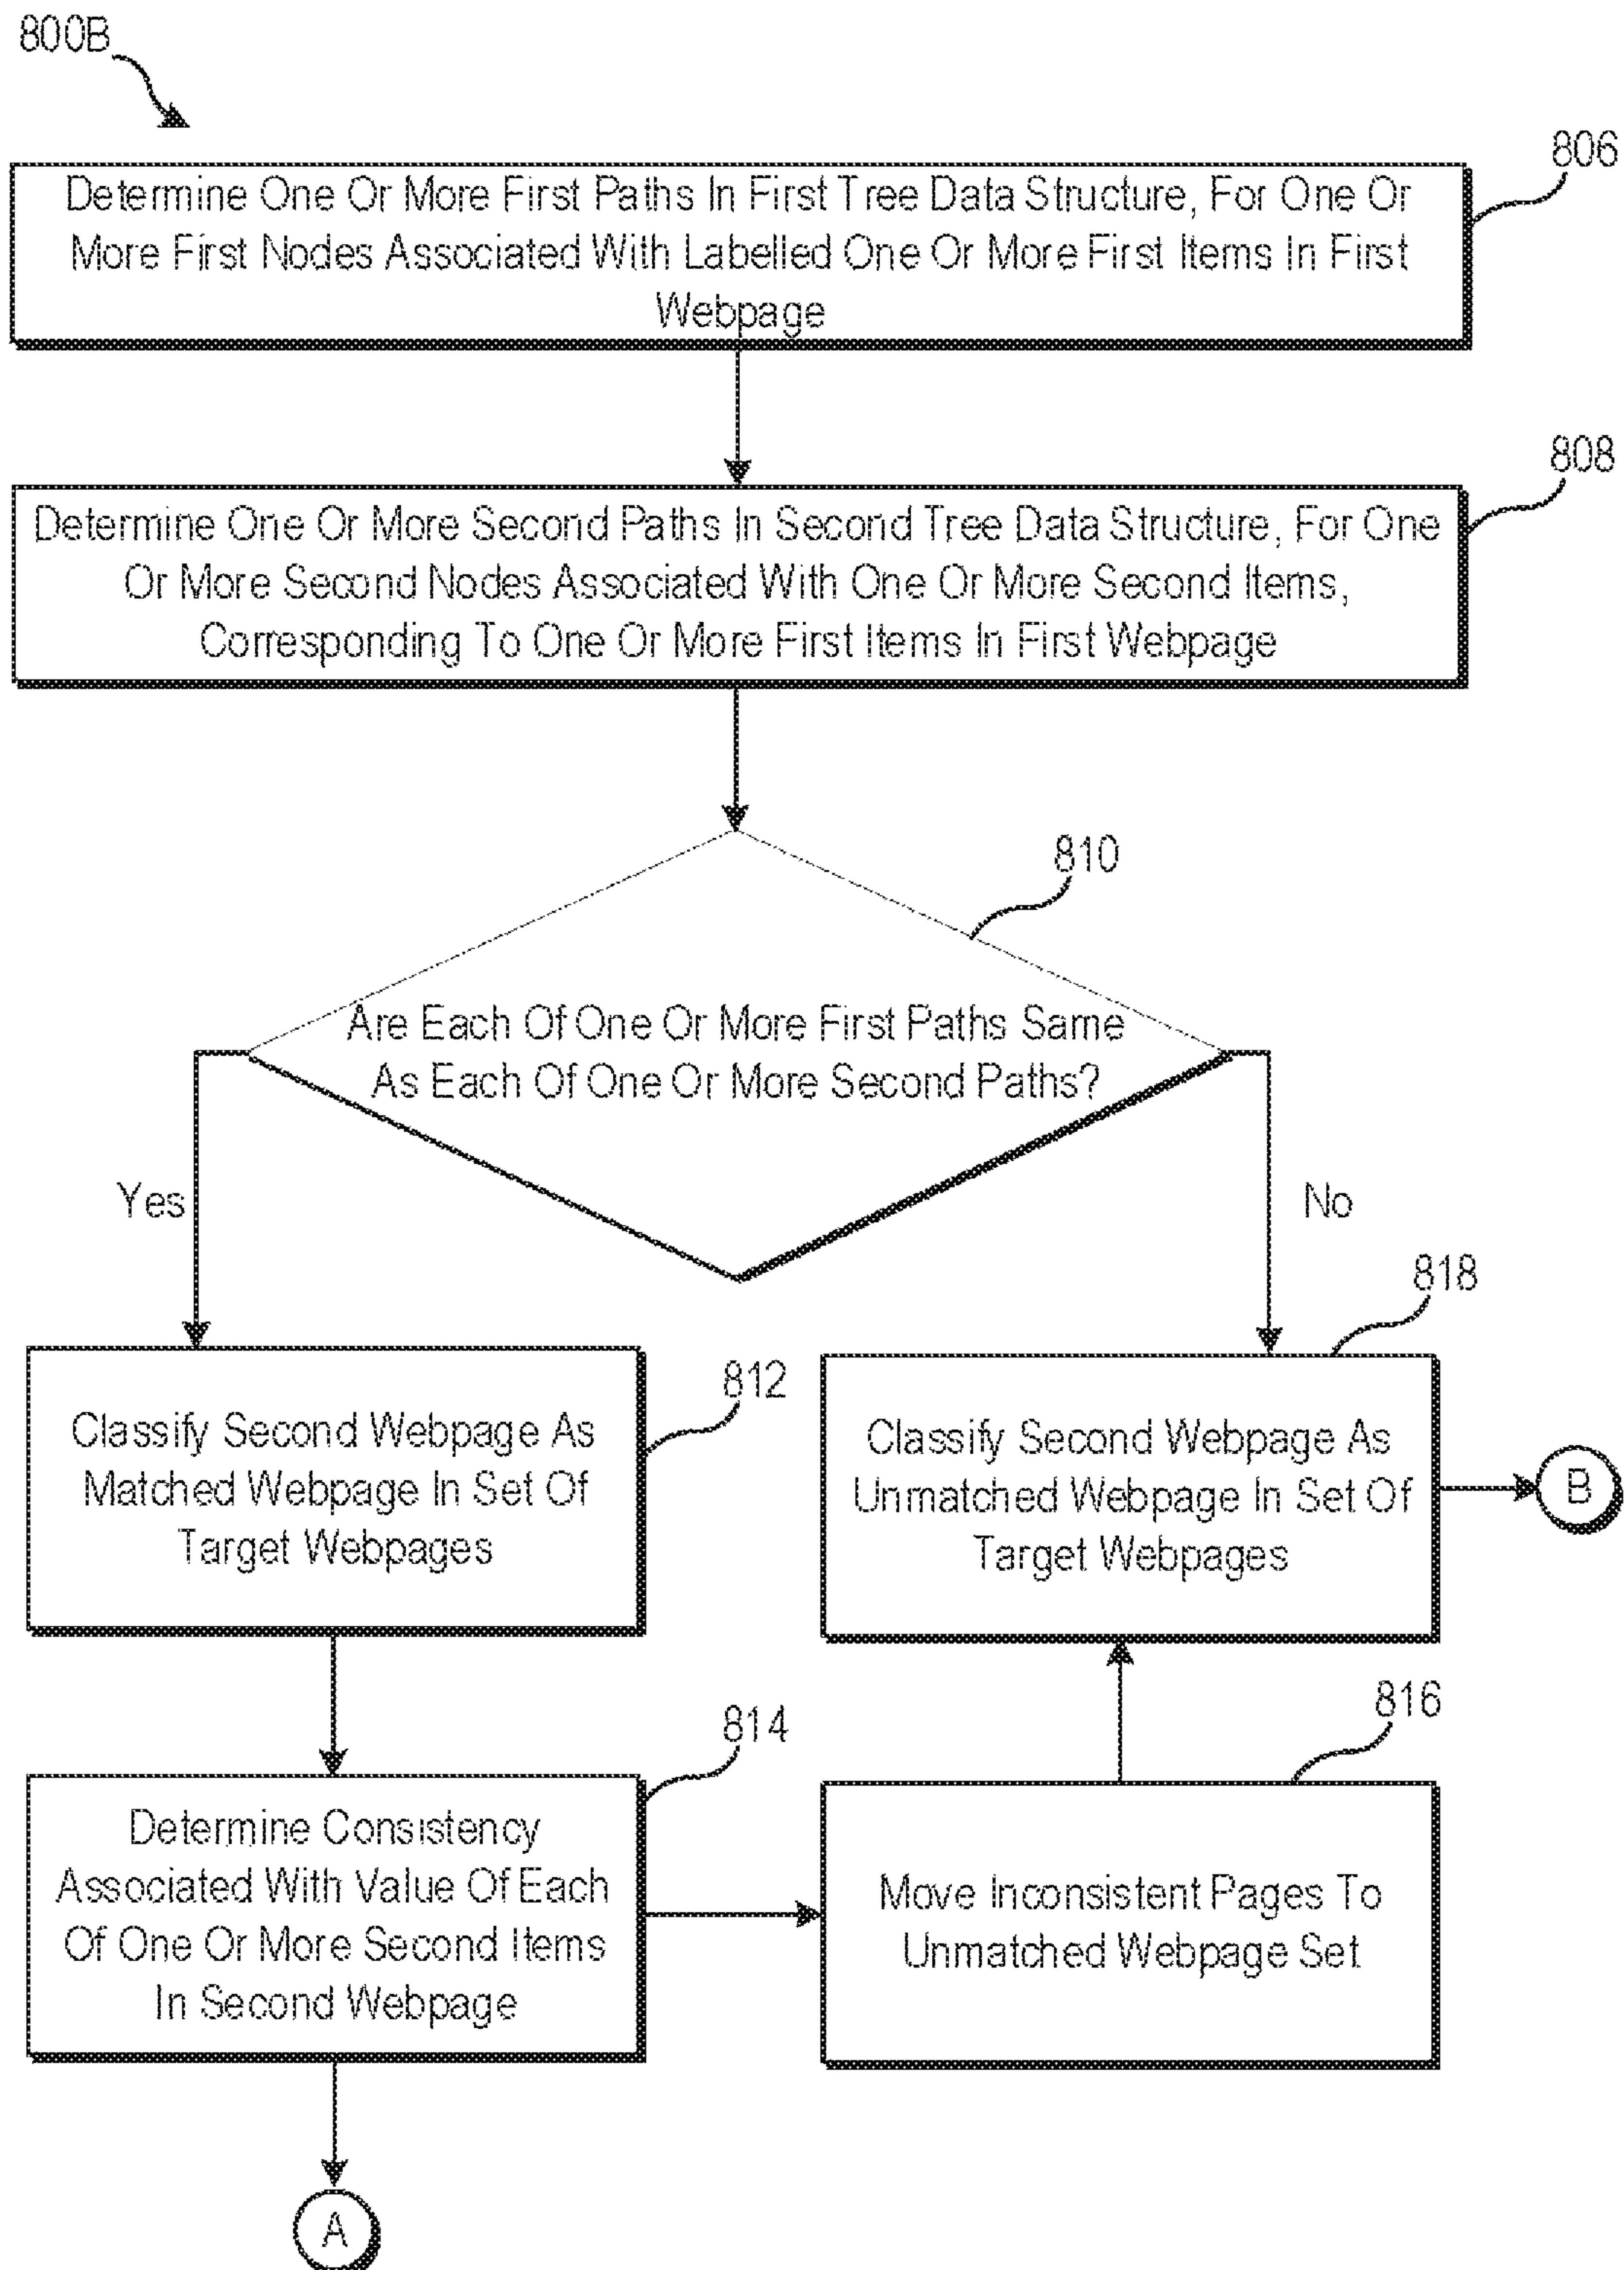 800B
806
Determine One Or More First Paths In First Tree Data Structure, For One Or
More First Nodes Associated With Labelled One Or More First Items In First
Webpage
808
Determine One Or More Second Paths In Second Tree Data Structure, For One
Or More Second Nodes Associated With One Or More Second Items,
Corresponding To One Or More First Items In First Webpage
810
Are Each Of One Or More First Paths Same
As Each Of One Or More Second Paths?
Yes
No
812
Classify Second Webpage As
Matched Webpage In Set Of
Target Webpages
818
Classify Second Webpage As
Unmatched Webpage In Set Of
Target Webpages
B
814
Determine Consistency
Associated With Value Of Each
Of One Or More Second Items
In Second Webpage
816
Move Inconsistent Pages To
Unmatched Webpage Set
A